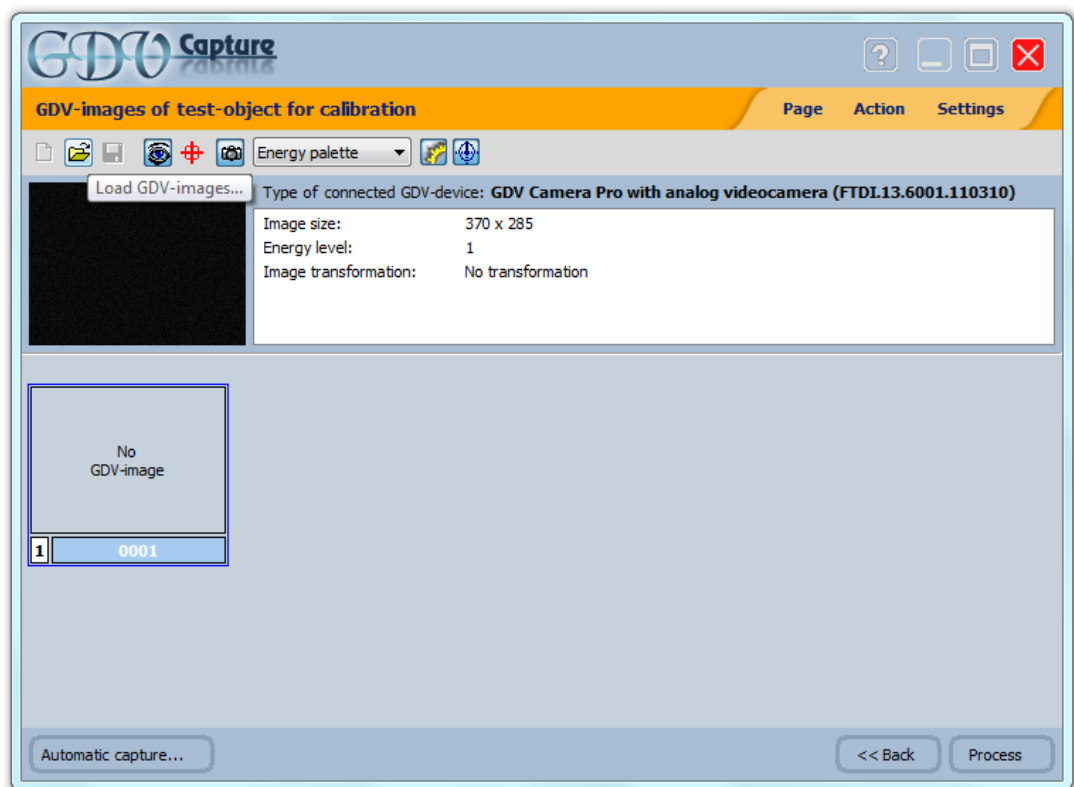 GDV Capture
?
GDV-images of test-object for calibration Page Action Settings
Energy palette
Load GDV-images...
Type of connected GDV-device: GDV Camera Pro with analog videocamera (FTDI.13.6001.110310)
Image size: 370 x 285
Energy level: 1
Image transformation: No transformation
No
GDV-image
1 0001
Automatic capture... << Back Process